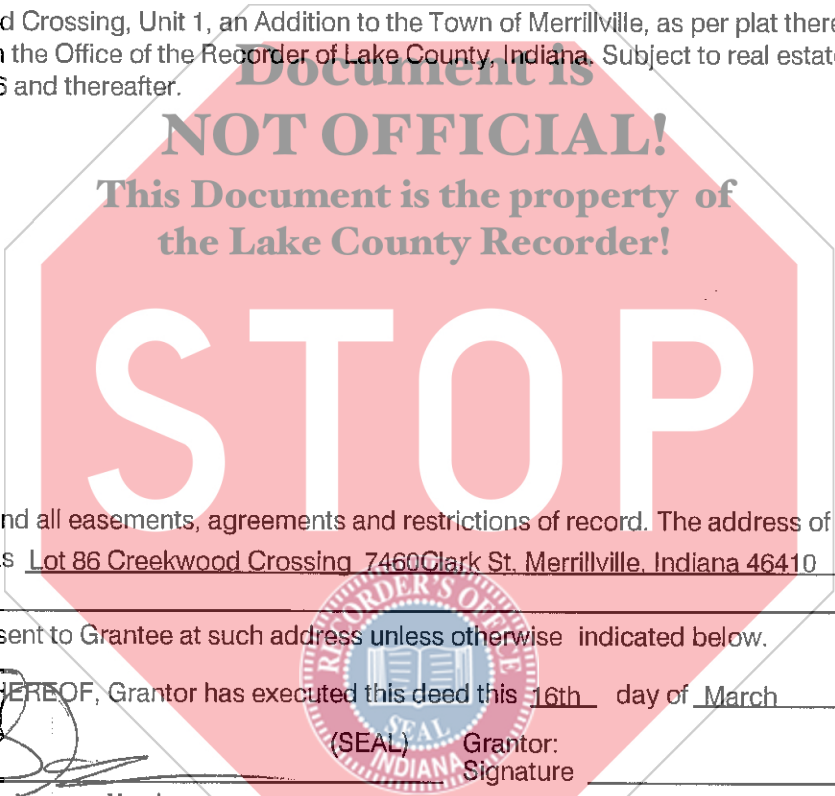 d Crossing, Unit 1, an Addition to the Town of Merrillville, as per plat there
the Office of the Recorder of Lake County, Indiana. Subject to real estate
6 and thereafter.
Document is
NOT OFFICIAL!
This Document is the property of
the Lake County Recorder!
STOP
nd all easements, agreements and restrictions of record. The address of
s Lot 86 Creekwood Crossing 7460 Clark St. Merrillville, Indiana 46410
sent to Grantee at such address unless otherwise indicated below.
EREOF, Grantor has executed this deed this 16th day of March
RECORDER'S OFFICE
SEAL
INDIANA
(SEAL) Grantor:
Signature